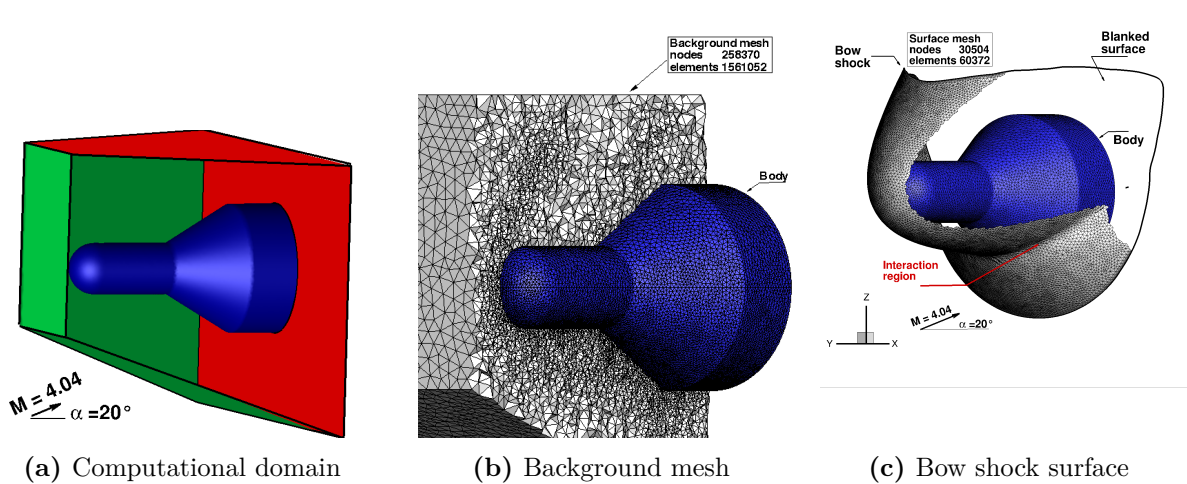 M = 4.04
α =20°
(a) Computational domain
Background mesh
nodes 258370
elements 1561052
Body
(b) Background mesh
Bow
shock
Surface mesh
nodes 30504
elements 60372
Blanked
surface
Body
Interaction
region
Z
Y
X
M = 4.04
α =20°
(c) Bow shock surface